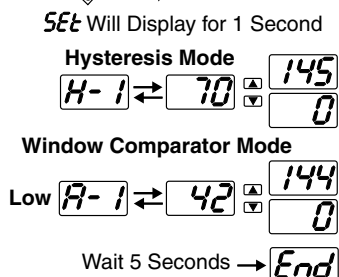 SEt Will Display for 1 Second
Hysteresis Mode
H-1 ⇄ 70 ▲ 145
▼ 0
Window Comparator Mode
Low A-1 ⇄ 42 ▲ 144
▼ 0
Wait 5 Seconds → End